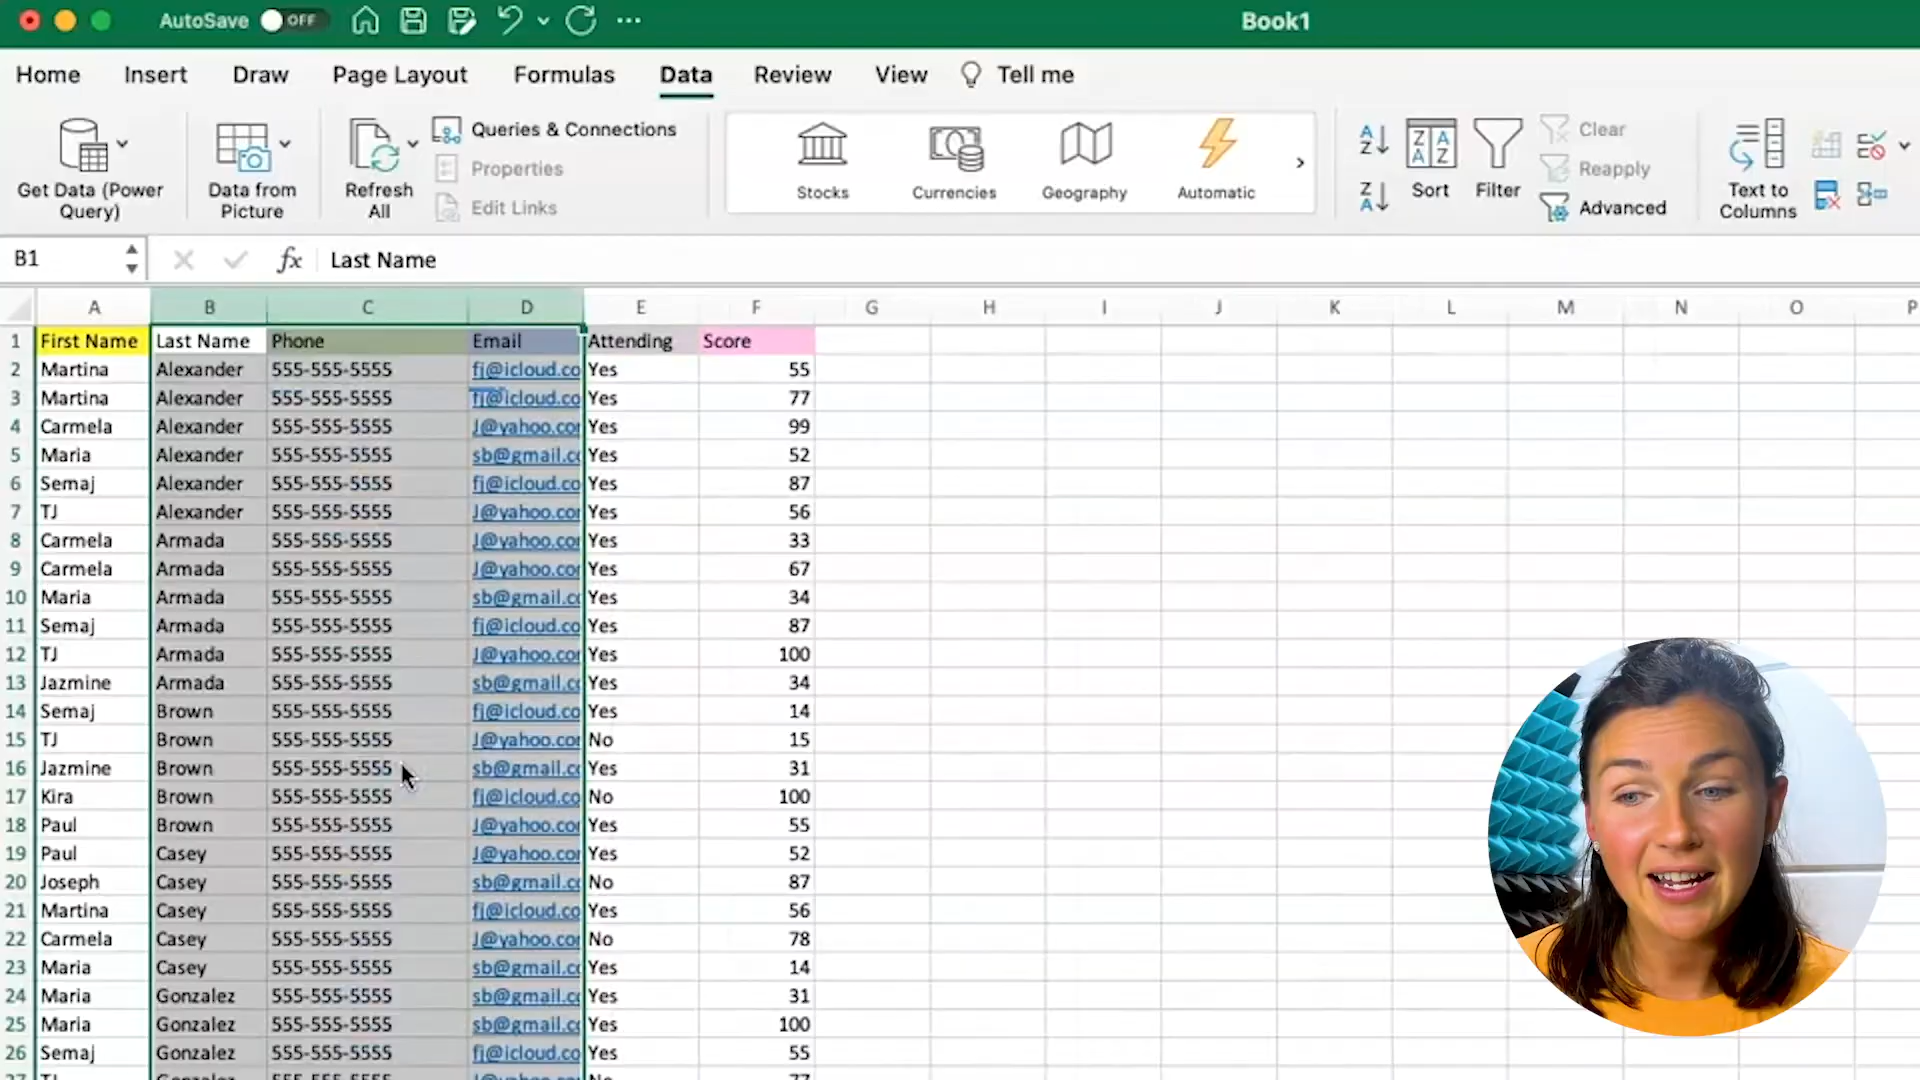 AutoSave OFF Book1
Home Insert Draw Page Layout Formulas Data Review View Tell me
Get Data (Power Query)
Data from Picture
Refresh All
Queries & Connections
Properties
Edit Links
Stocks
Currencies
Geography
Automatic
Sort
Filter
Clear
Reapply
Advanced
Text to Columns
B1 fx Last Name
A B C D E F G H I J K L M N O P
1 First Name Last Name Phone Email Attending Score
2 Martina Alexander 555-555-5555 fj@icloud.co Yes 55
3 Martina Alexander 555-555-5555 fj@icloud.co Yes 77
4 Carmela Alexander 555-555-5555 J@yahoo.co Yes 99
5 Maria Alexander 555-555-5555 sb@gmail.c Yes 52
6 Semaj Alexander 555-555-5555 fj@icloud.co Yes 87
7 TJ Alexander 555-555-5555 J@yahoo.co Yes 56
8 Carmela Armada 555-555-5555 J@yahoo.co Yes 33
9 Carmela Armada 555-555-5555 J@yahoo.co Yes 67
10 Maria Armada 555-555-5555 sb@gmail.c Yes 34
11 Semaj Armada 555-555-5555 fj@icloud.co Yes 87
12 TJ Armada 555-555-5555 J@yahoo.co Yes 100
13 Jazmine Armada 555-555-5555 sb@gmail.c Yes 34
14 Semaj Brown 555-555-5555 fj@icloud.co Yes 14
15 TJ Brown 555-555-5555 J@yahoo.co No 15
16 Jazmine Brown 555-555-5555 sb@gmail.c Yes 31
17 Kira Brown 555-555-5555 fj@icloud.co No 100
18 Paul Brown 555-555-5555 J@yahoo.co Yes 55
19 Paul Casey 555-555-5555 J@yahoo.co Yes 52
20 Joseph Casey 555-555-5555 sb@gmail.c No 87
21 Martina Casey 555-555-5555 fj@icloud.co Yes 56
22 Carmela Casey 555-555-5555 J@yahoo.co No 78
23 Maria Casey 555-555-5555 sb@gmail.c Yes 14
24 Maria Gonzalez 555-555-5555 sb@gmail.c Yes 31
25 Maria Gonzalez 555-555-5555 sb@gmail.c Yes 100
26 Semaj Gonzalez 555-555-5555 fj@icloud.co Yes 55